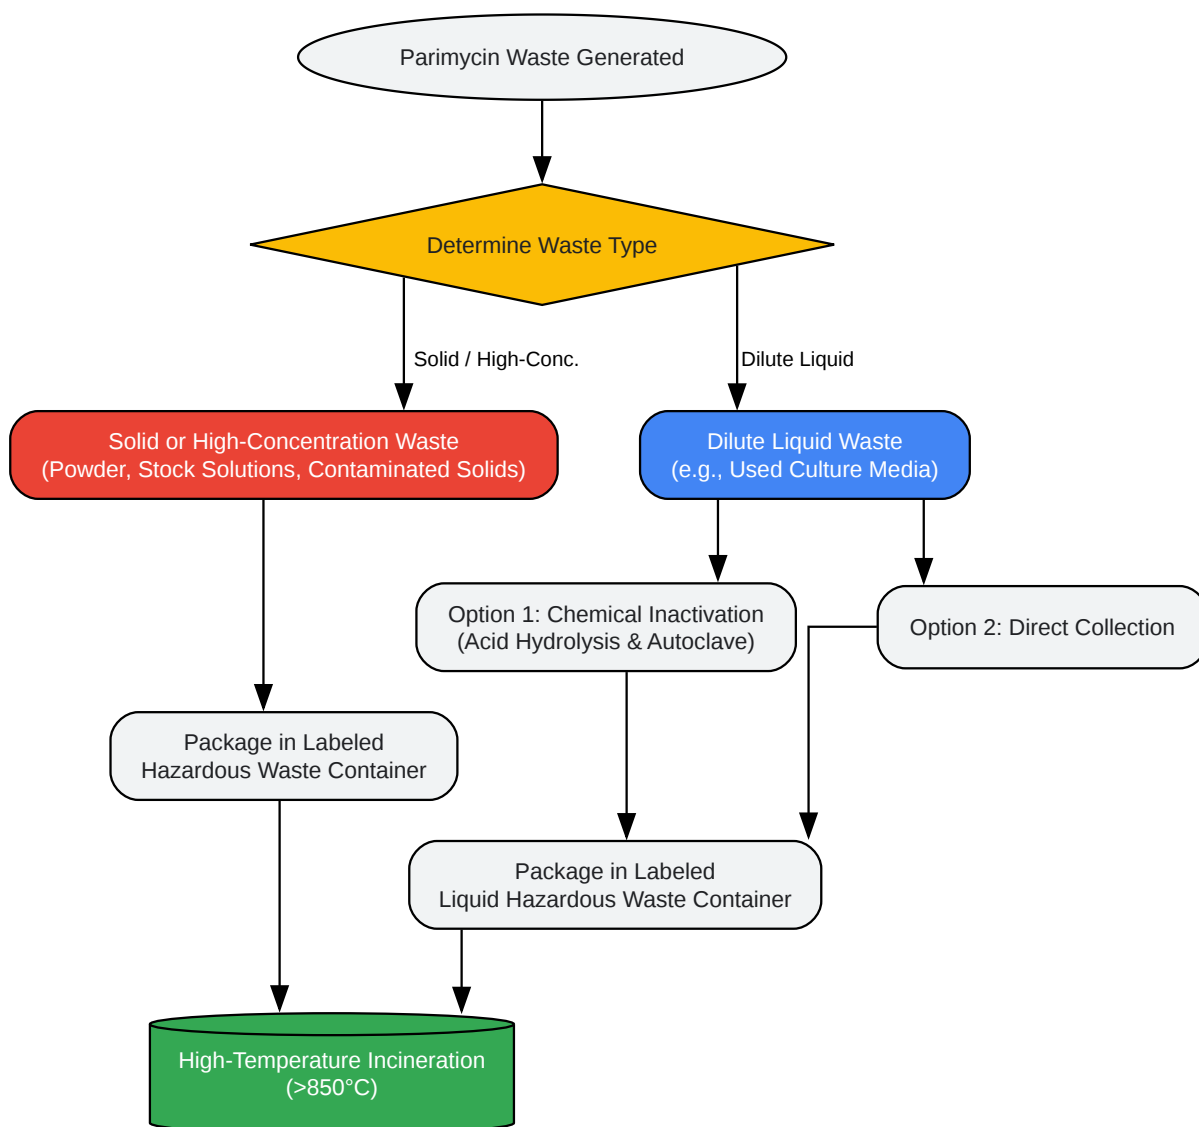 Parimycin Waste Generated
Determine Waste Type
Solid / High-Conc.
Dilute Liquid
Solid or High-Concentration Waste
(Powder, Stock Solutions, Contaminated Solids)
Dilute Liquid Waste
(e.g., Used Culture Media)
Option 1: Chemical Inactivation
(Acid Hydrolysis & Autoclave)
Option 2: Direct Collection
Package in Labeled
Hazardous Waste Container
Package in Labeled
Liquid Hazardous Waste Container
High-Temperature Incineration
(>850°C)